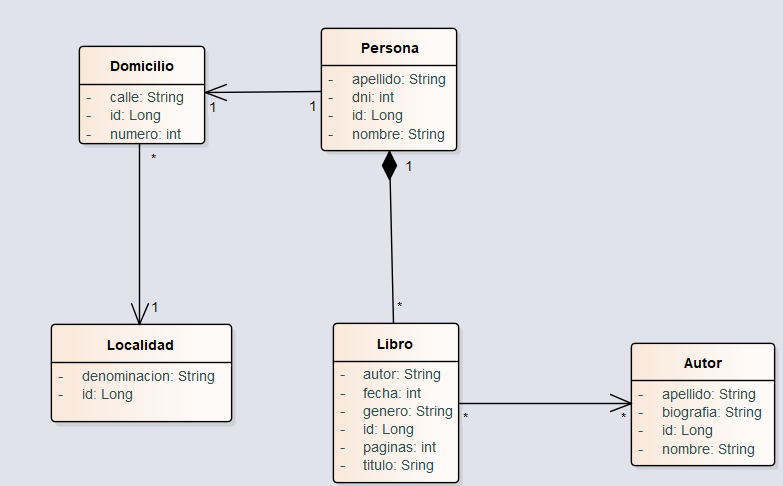 Domicilio
- calle: String
- id: Long
- numero: int
1
1
Persona
- apellido: String
- dni: int
- id: Long
- nombre: String
*
1
1
*
Localidad
- denominacion: String
- id: Long
Libro
- autor: String
- fecha: int
- genero: String
- id: Long
- paginas: int
- titulo: Sring
*
*
Autor
- apellido: String
- biografia: String
- id: Long
- nombre: String